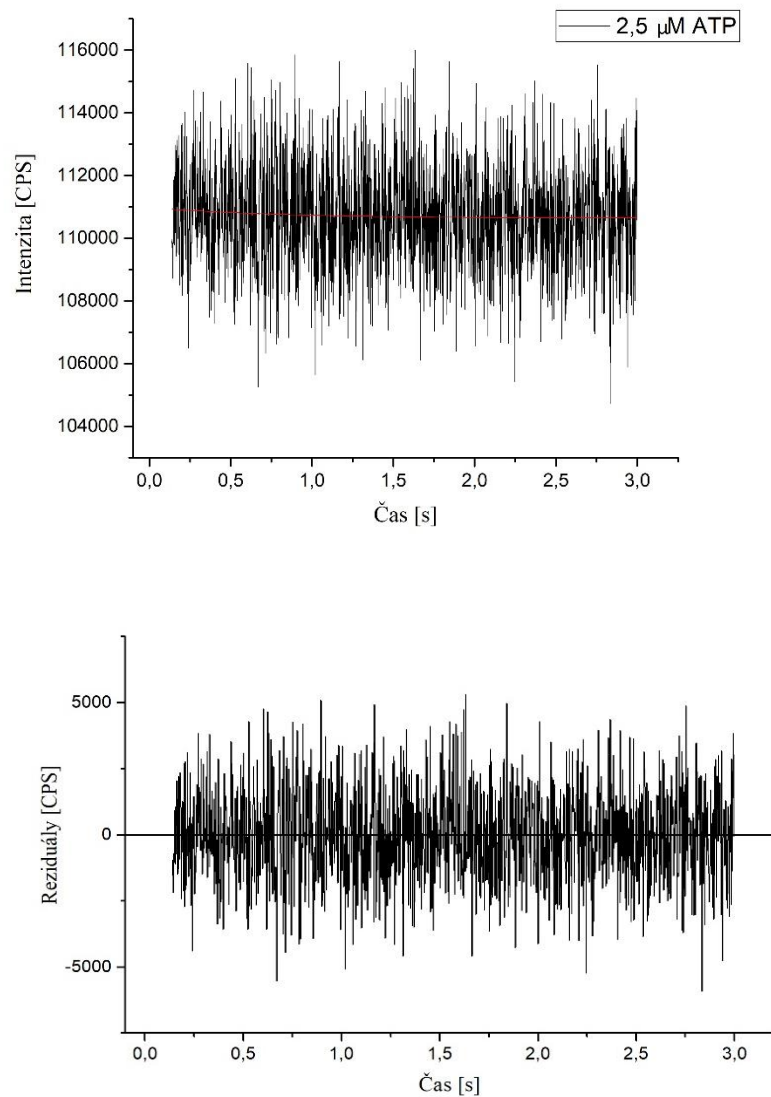 2,5 µM ATP
116000
114000
112000
110000
108000
106000
104000
Intenzita [CPS]
0,0 0,5 1,0 1,5 2,0 2,5 3,0
Čas [s]
5000
0
-5000
Reziduály [CPS]
0,0 0,5 1,0 1,5 2,0 2,5 3,0
Čas [s]